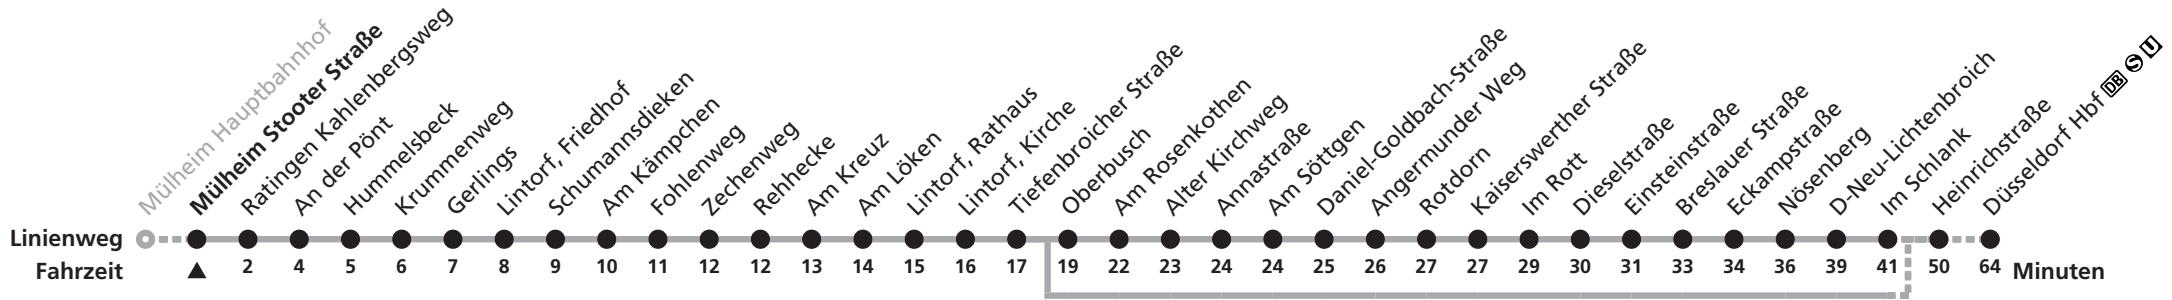 Mülheim Hauptbahnhof
Mülheim Stooter Straße
Ratingen Kahlenbergsweg
An der Pönt
Hummelsbeck
Krummenweg
Gerlings
Lintorf, Friedhof
Schumannsdieken
Am Kämpchen
Fohlenweg
Zechenweg
Rehhecke
Am Kreuz
Am Löken
Lintorf, Rathaus
Lintorf, Kirche
Tiefenbroicher Straße
Oberbusch
Am Rosenkothen
Alter Kirchweg
Annastraße
Am Söttgen
Daniel-Goldbach-Straße
Angermunder Weg
Rotdorn
Kaiserswerther Straße
Im Rott
Dieselstraße
Einsteinstraße
Breslauer Straße
Eckampstraße
Nösenberg
D-Neu-Lichtenbroich
Im Schlank
Heinrichstraße
Düsseldorf Hbf DB S U
Linienweg
Fahrzeit 2 4 5 6 7 8 9 10 11 12 12 13 14 15 16 17 19 22 23 24 24 25 26 27 27 29 30 31 33 34 36 39 41 50 64 Minuten